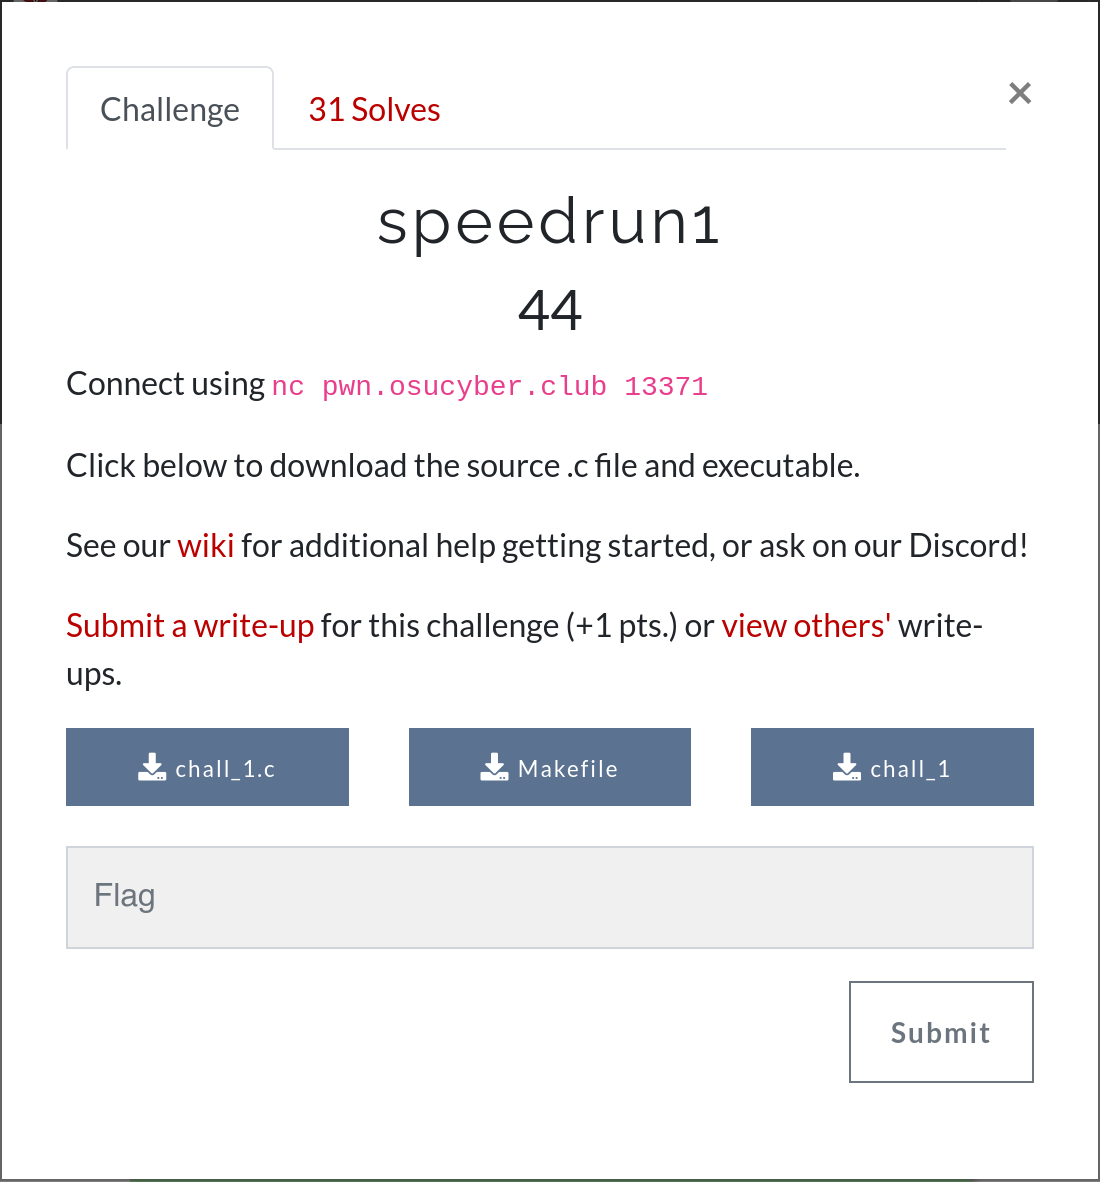 Challenge
31 Solves
×
speedrun1
44
Connect using nc pwn.osucyber.club 13371
Click below to download the source .c file and executable.
See our wiki for additional help getting started, or ask on our Discord!
Submit a write-up for this challenge (+1 pts.) or view others' write-
ups.
chall_1.c
Makefile
chall_1
Flag
Submit